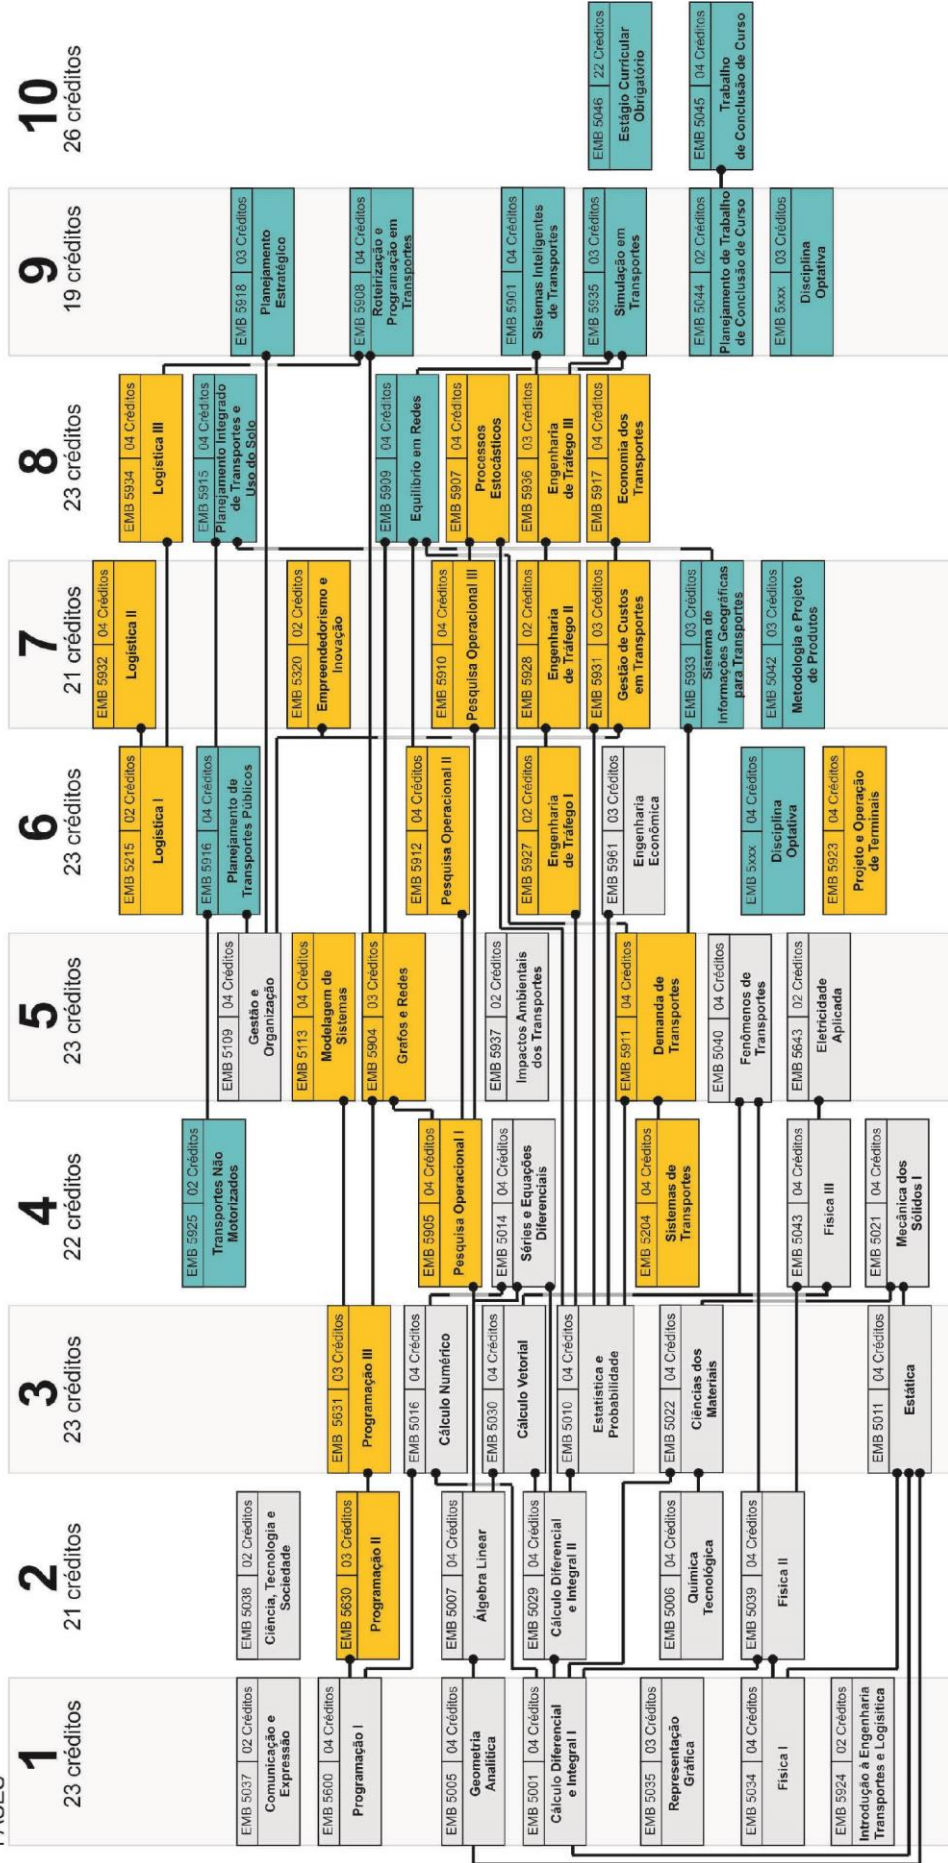 FASES
1
23 créditos
EMB 5037 02 Créditos
Comunicação e
Expressão
EMB 5600 04 Créditos
Programação I
EMB 5005 04 Créditos
Geometria
Analítica
EMB 5001 04 Créditos
Cálculo Diferencial
e Integral I
EMB 5035 03 Créditos
Representação
Gráfica
EMB 5034 04 Créditos
Física I
EMB 5924 02 Créditos
Introdução à Engenharia
Transportes e Logísitica
2
21 créditos
EMB 5038 02 Créditos
Ciência, Tecnologia e
Sociedade
EMB 5630 03 Créditos
Programação II
EMB 5007 04 Créditos
Álgebra Linear
EMB 5029 04 Créditos
Cálculo Diferencial
e Integral II
EMB 5006 04 Créditos
Química
Tecnológica
EMB 5039 04 Créditos
Física II
3
23 créditos
EMB 5631 03 Créditos
Programação III
EMB 5016 04 Créditos
Cálculo Numérico
EMB 5030 04 Créditos
Cálculo Vetorial
EMB 5010 04 Créditos
Estatística e
Probabilidade
EMB 5022 04 Créditos
Ciências dos
Materiais
EMB 5011 04 Créditos
Estática
4
22 créditos
EMB 5925 02 Créditos
Transportes Não
Motorizados
EMB 5905 04 Créditos
Pesquisa Operacional I
EMB 5014 04 Créditos
Séries e Equações
Diferenciais
EMB 5204 04 Créditos
Sistemas de
Transportes
EMB 5043 04 Créditos
Física III
EMB 5021 04 Créditos
Mecânica dos
Sólidos I
5
23 créditos
EMB 5109 04 Créditos
Gestão e
Organização
EMB 5113 04 Créditos
Modelagem de
Sistemas
EMB 5904 03 Créditos
Grafos e Redes
EMB 5937 02 Créditos
Impactos Ambientais
dos Transportes
EMB 5911 04 Créditos
Demanda de
Transportes
EMB 5040 04 Créditos
Fenômenos de
Transportes
EMB 5643 02 Créditos
Eletricidade
Aplicada
6
23 créditos
EMB 5215 02 Créditos
Logística I
EMB 5916 04 Créditos
Planejamento de
Transportes Públicos
EMB 5912 04 Créditos
Pesquisa Operacional II
EMB 5927 02 Créditos
Engenharia
de Tráfego I
EMB 5961 03 Créditos
Engenharia
Econômica
EMB 5xxx 04 Créditos
Disciplina
Optativa
EMB 5923 04 Créditos
Projeto e Operação
de Terminais
7
21 créditos
EMB 5932 04 Créditos
Logística II
EMB 5320 02 Créditos
Empreendedorismo e
Inovação
EMB 5910 04 Créditos
Pesquisa Operacional III
EMB 5928 02 Créditos
Engenharia
de Tráfego II
EMB 5931 03 Créditos
Gestão de Custos
em Transportes
EMB 5933 03 Créditos
Sistema de
Informações Geográficas
para Transportes
EMB 5042 03 Créditos
Metodologia e Projeto
de Produtos
8
23 créditos
EMB 5934 04 Créditos
Logística III
EMB 5915 04 Créditos
Planejamento Integrado
de Transportes e
Uso do Solo
EMB 5909 04 Créditos
Equilíbrio em Redes
EMB 5907 04 Créditos
Processos
Estocásticos
EMB 5936 03 Créditos
Engenharia
de Tráfego III
EMB 5917 04 Créditos
Economia dos
Transportes
9
19 créditos
EMB 5918 03 Créditos
Planejamento
Estratégico
EMB 5908 04 Créditos
Roteirização e
Programação em
Transportes
EMB 5901 04 Créditos
Sistemas Inteligentes
de Transportes
EMB 5935 03 Créditos
Simulação em
Transportes
EMB 5044 02 Créditos
Planejamento de Trabalho
de Conclusão de Curso
EMB 5xxx 03 Créditos
Disciplina
Optativa
10
26 créditos
EMB 5046 22 Créditos
Estágio Curricular
Obrigatório
EMB 5045 04 Créditos
Trabalho
de Conclusão de Curso